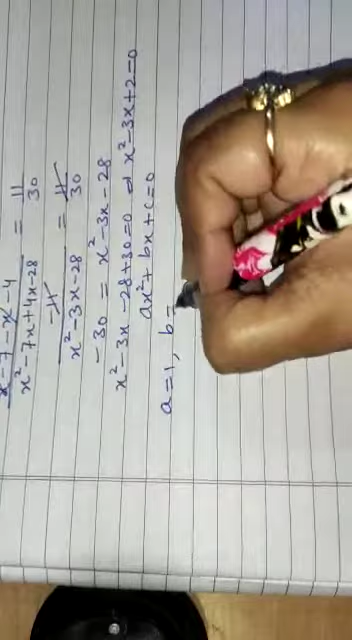 x-7-x-4 / x²-7x+4x-28 = 11/30
-11 / x²-3x-28 = 11/30
-30 = x²-3x-28
x²-3x-28+30=0 x²-3x+2=0
ax²+bx+c=0
a=1, b=